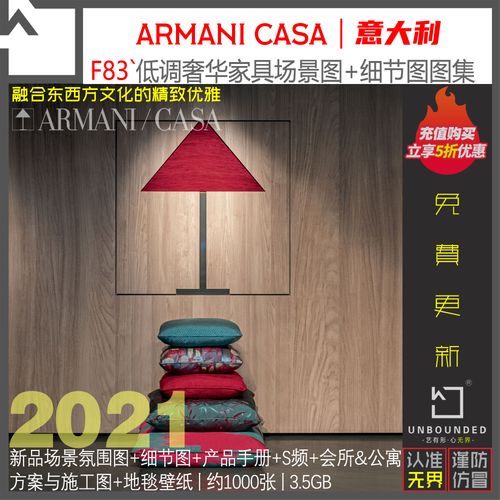 ARMANI CASA | 意大利
F83`低调奢华家具场景图+细节图图集
融合东西方文化的精致优雅
ARMANI/CASA
充值购买
立享5折优惠
免費更新
®
UNBOUNDED
-艺有形·心无界-
认准无界
谨防仿冒
2021
新品场景氛围图+细节图+产品手册+S频+会所&公寓
方案与施工图+地毯壁纸 | 约1000张 | 3.5GB